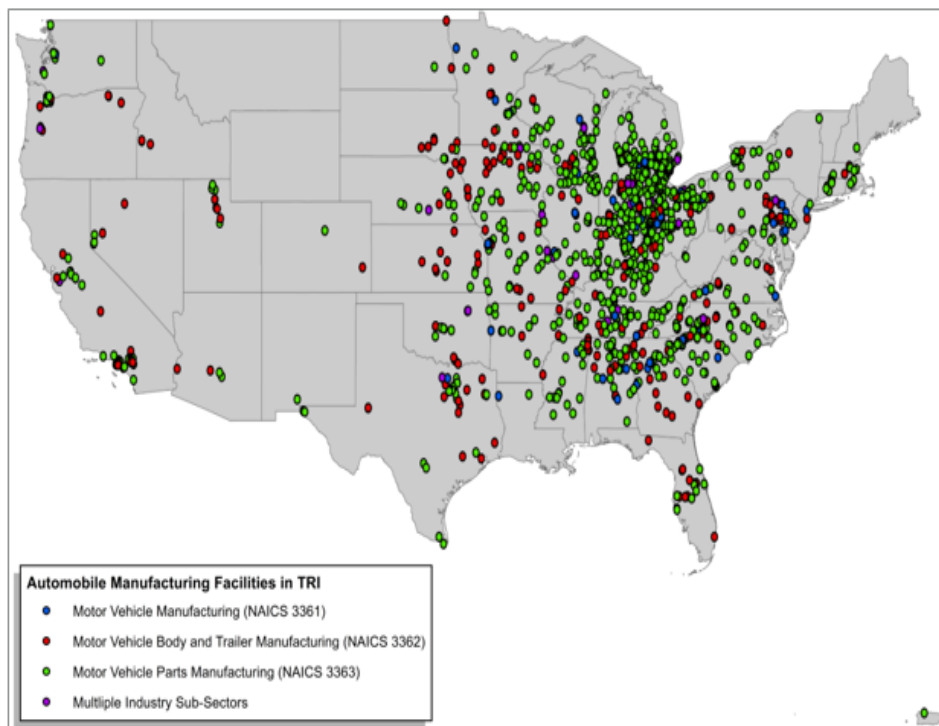 Automobile Manufacturing Facilities in TRI
Motor Vehicle Manufacturing (NAICS 3361)
Motor Vehicle Body and Trailer Manufacturing (NAICS 3362)
Motor Vehicle Parts Manufacturing (NAICS 3363)
Multliple Industry Sub-Sectors